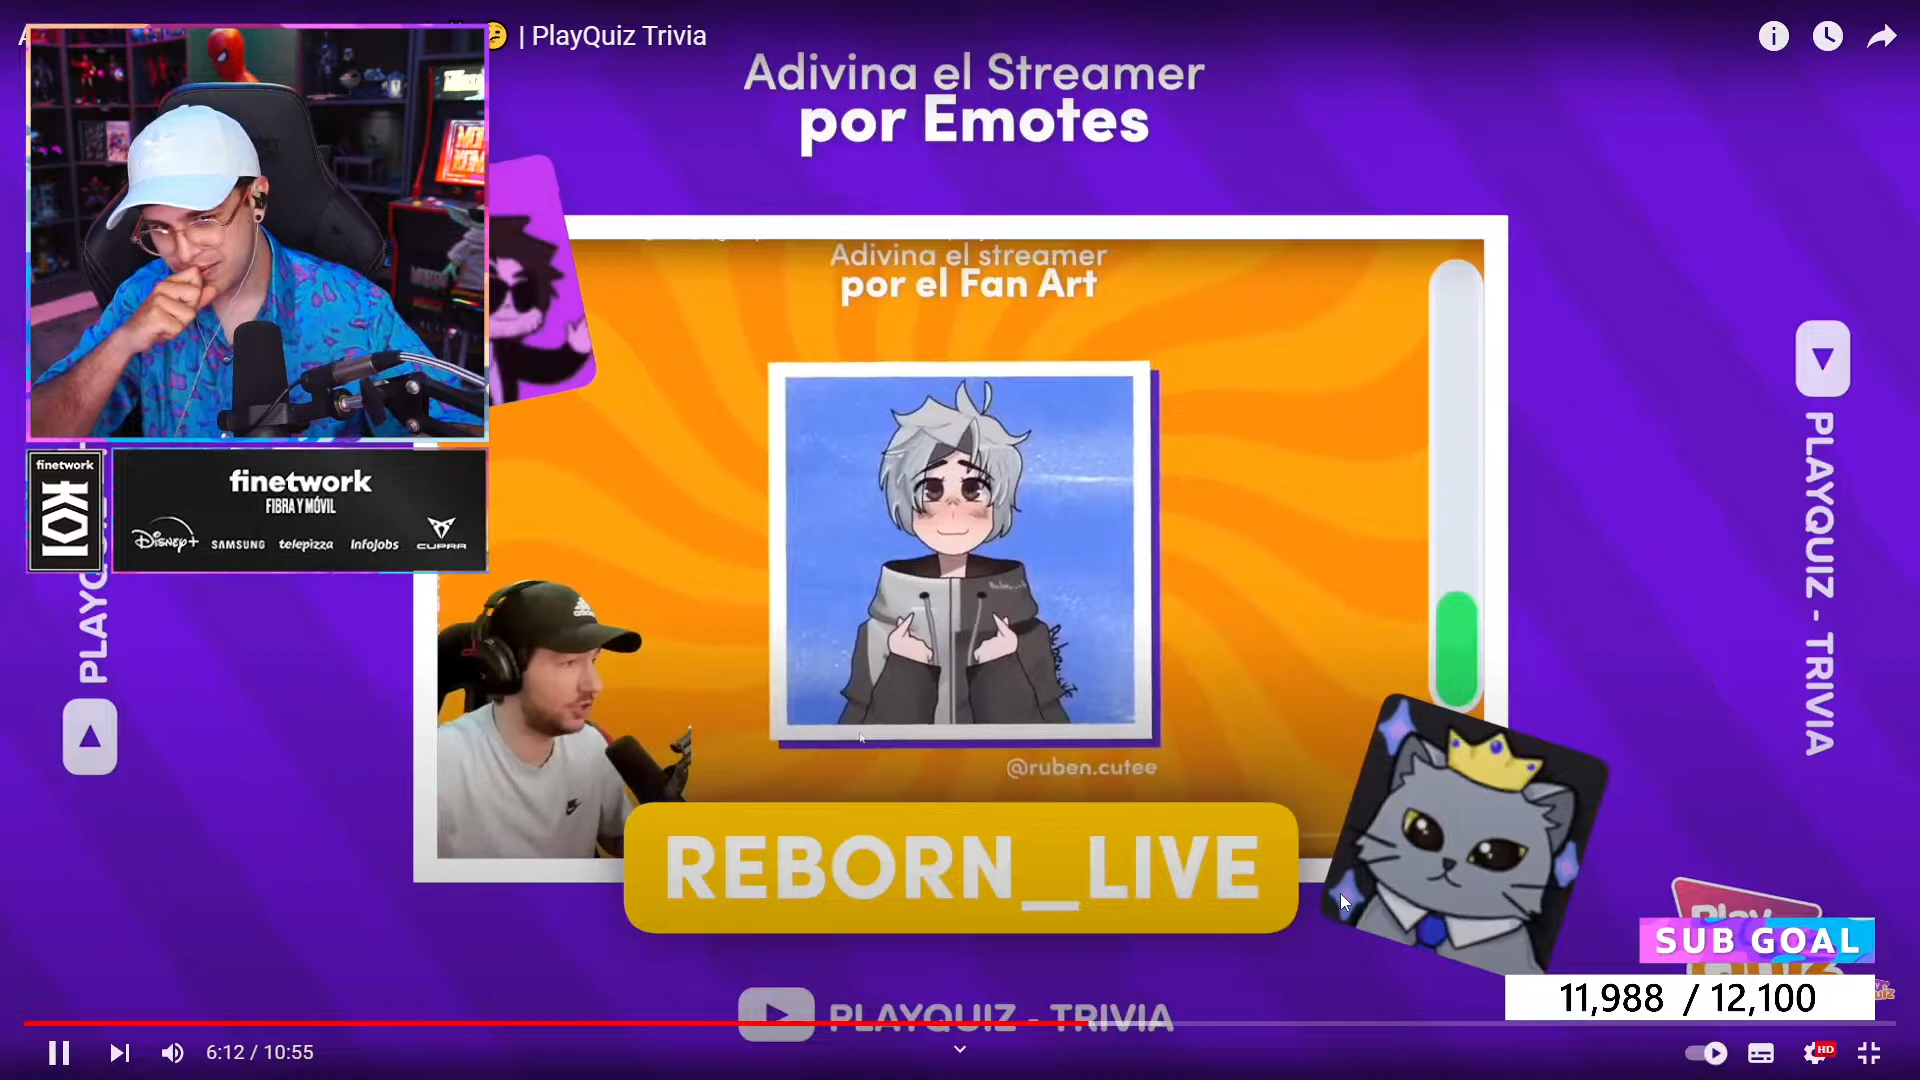 | PlayQuiz Trivia
Adivina el Streamer
por Emotes
Adivina el streamer
por el Fan Art
finetwork
KOI
finetwork
FIBRA Y MÓVIL
Disney+
SAMSUNG
telepizza
InfoJobs
CUPRA
@ruben.cutee
REBORN_LIVE
PLAYQUIZ - TRIVIA
SUB GOAL
11,988 / 12,100
PLAYQUIZ - TRIVIA
6:12 / 10:55
HD